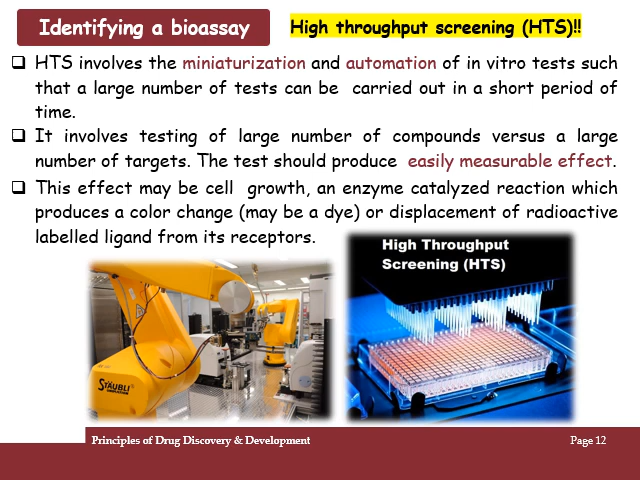 Identifying a bioassay
High throughput screening (HTS)!!
HTS involves the miniaturization and automation of in vitro tests such
that a large number of tests can be carried out in a short period of
time.
It involves testing of large number of compounds versus a large
number of targets. The test should produce easily measurable effect.
This effect may be cell growth, an enzyme catalyzed reaction which
produces a color change (may be a dye) or displacement of radioactive
labelled ligand from its receptors.
High Throughput
Screening (HTS)
STÄUBLI
Principles of Drug Discovery & Development
Page 12